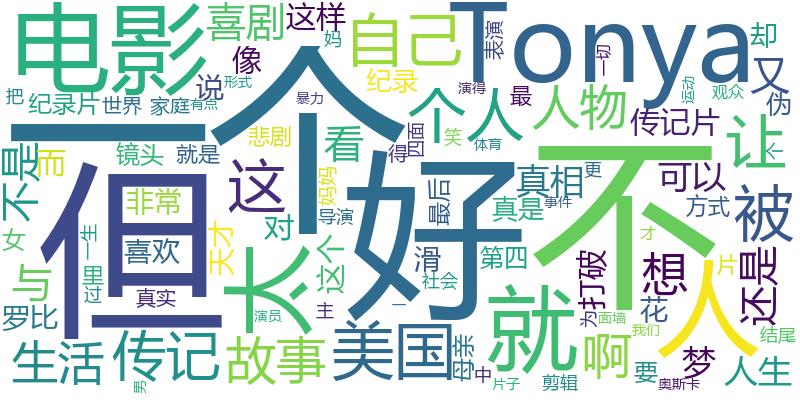 电影
喜剧
这样
妈
自己
Tonya
表演
却
一切
又
像
说
形式
纪录
演得
最
把
纪录片
世界
家庭
有点
一个
暴力
个人
人物
运动
观众
伪
传记片
而
悲剧
看
得
四面
笑
体育
让
个
不是
但
镜头
就是
这
好
不
真相
更
可以
非常
妈妈
最后
真是
事件
方式
被
女
与
里
过
一生
喜欢
天才
对
导演
这个
滑
第四
打破
想
才
片
还是
罗比
真实
太
演员
主
社会
一
就
为
面墙
花
人
我们
结尾
生活
传记
故事
美国
母亲
中
啊
要
梦
人生
男
片子
剪辑
奥斯卡